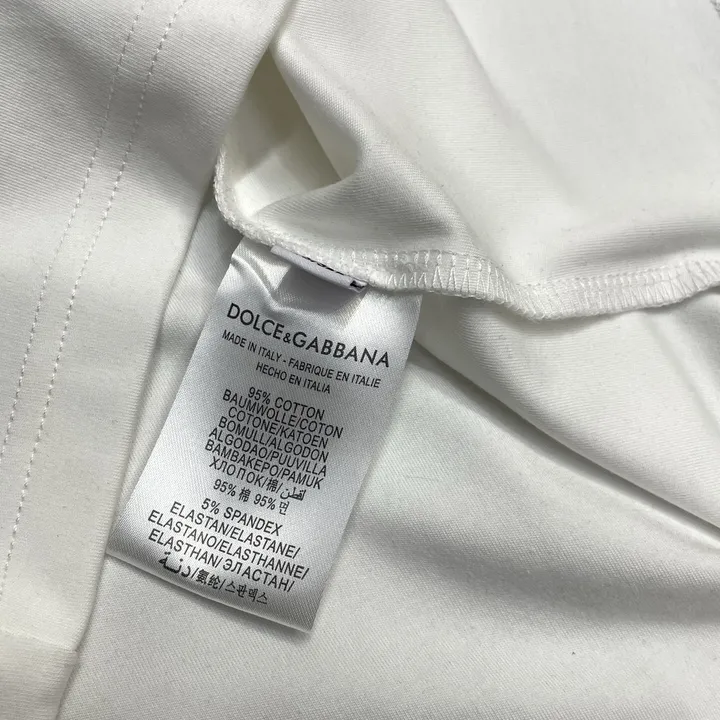 DOLCE&GABBANA
MADE IN ITALY - FABRIQUE EN ITALIE
HECHO EN ITALIA
95% COTTON
BAUMWOLLE/COTON
COTONE/KATOEN
BOMULL/ALGODON
ALGODAO/PUUVILLA
BAMBAKEPO/PAMUK
ХЛОПОК/棉/
95% 棉 95% 면
5% SPANDEX
ELASTAN/ELASTANE/
ELASTANO/ELASTHANNE/
ELASTHAN/ЭЛАСТАН/
/氨纶/스판덱스